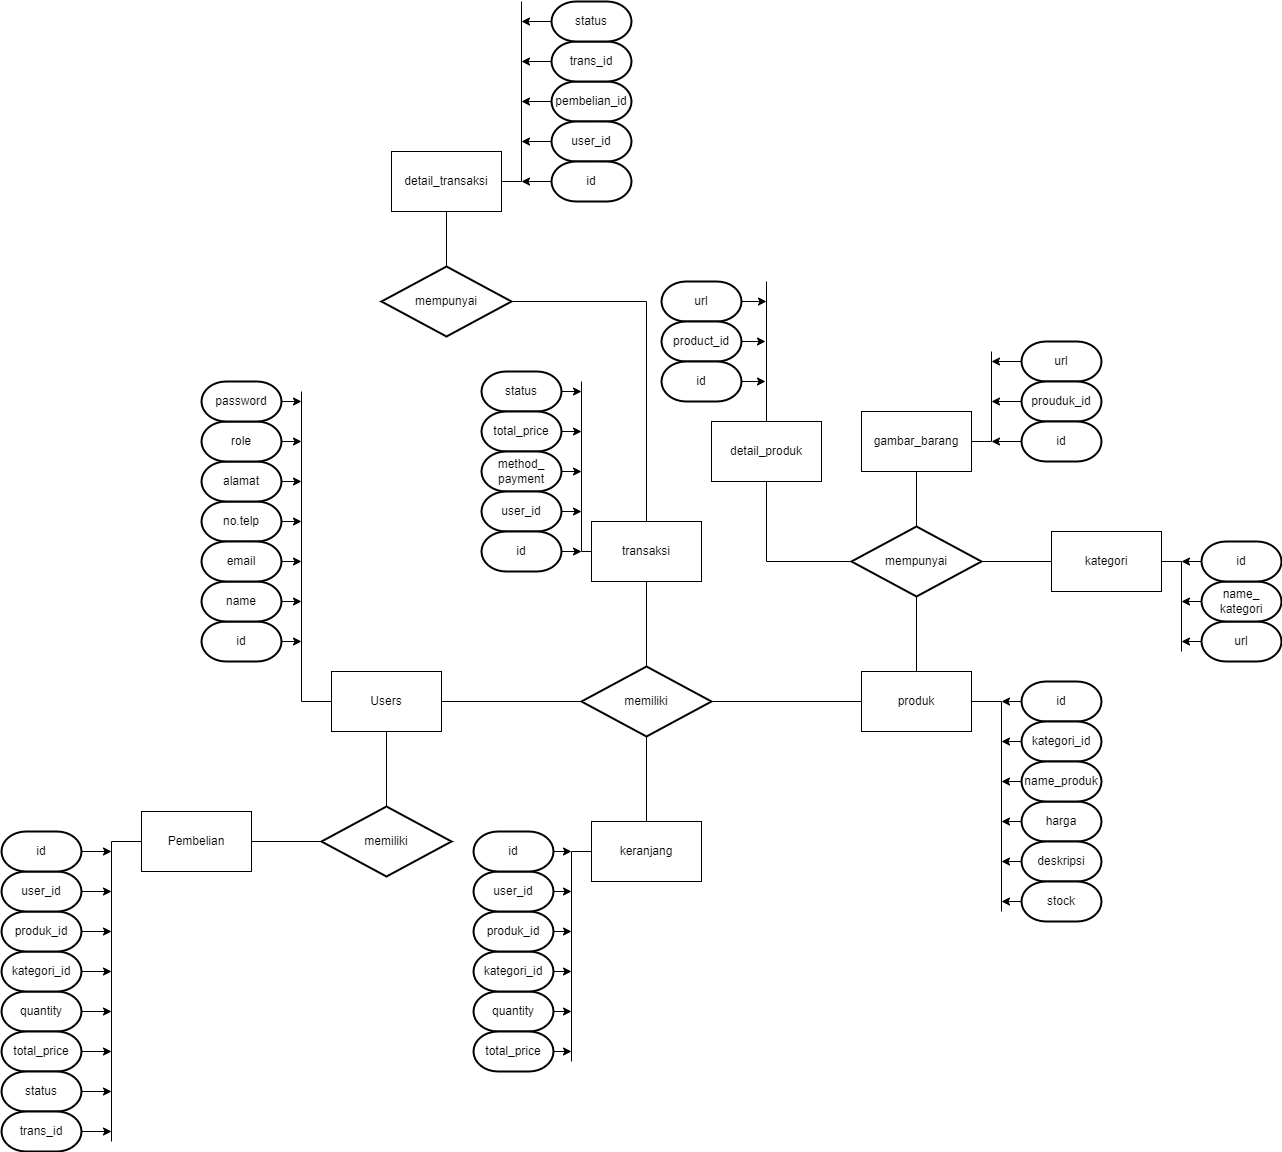 status
trans_id
pembelian_id
user_id
id
detail_transaksi
mempunyai
url
product_id
id
detail_produk
url
prouduk_id
id
gambar_barang
mempunyai
kategori
id
name_
kategori
url
password
role
alamat
no.telp
email
name
id
Users
status
total_price
method_
payment
user_id
id
transaksi
memiliki
produk
id
kategori_id
name_produk
harga
deskripsi
stock
Pembelian
memiliki
id
user_id
produk_id
kategori_id
quantity
total_price
status
trans_id
keranjang
id
user_id
produk_id
kategori_id
quantity
total_price